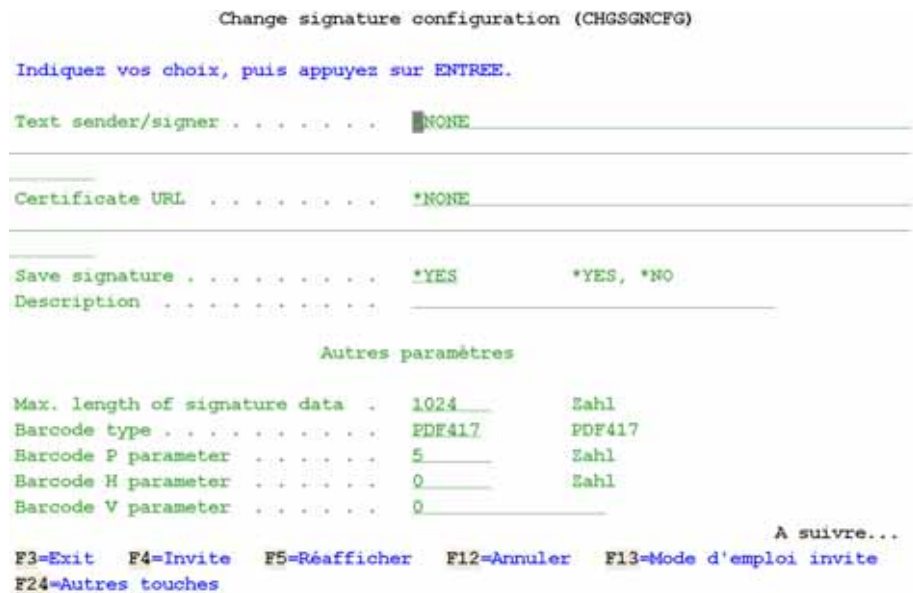 Change signature configuration (CHGSGNCFG)
Indiquez vos choix, puis appuyez sur ENTREE.
Text sender/signer . . . . . . . *NONE
Certificate URL . . . . . . . . *NONE
Save signature . . . . . . . . . . *YES *YES, *NO
Description . . . . . . . . . . .
Autres paramètres
Max. length of signature data . 1024 Zahl
Barcode type . . . . . . . . . . . PDF417 PDF417
Barcode P parameter . . . . . . 5 Zahl
Barcode H parameter . . . . . . 0 Zahl
Barcode V parameter . . . . . . 0
A suivre...
F3=Exit F4=Invite F5=Réafficher F12=Annuler F13=Mode d'emploi invite
F24=Autres touches